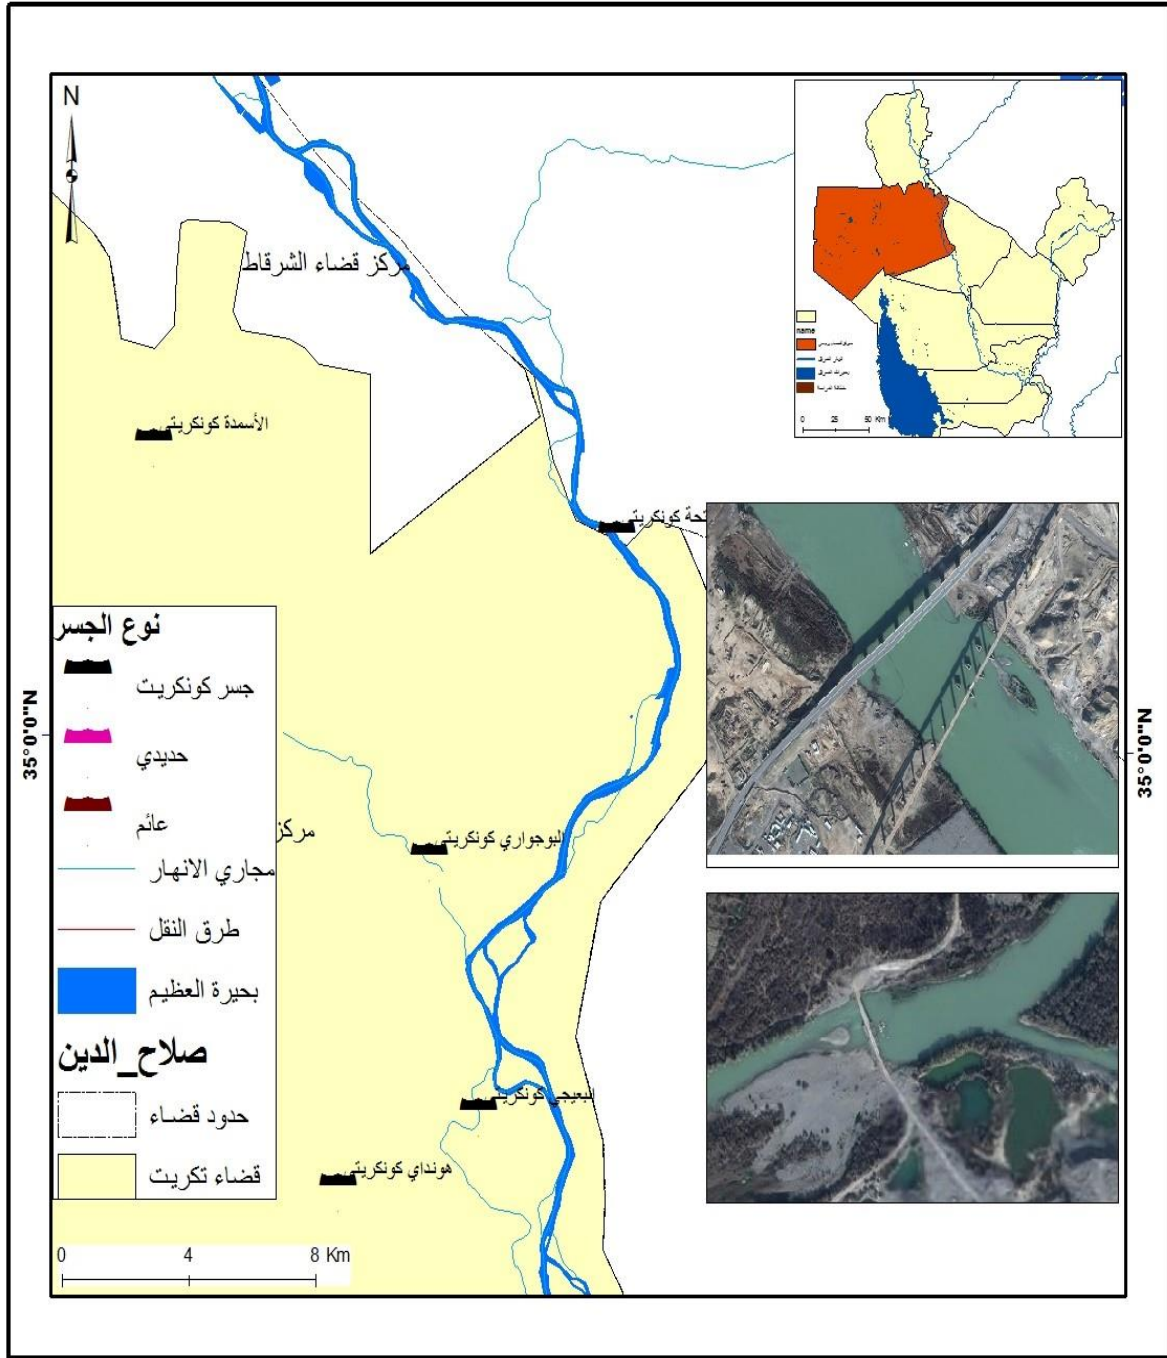 N
مركز قضاء الشرقاط
الأسمدة كونكريتي
تحة كونكريتي
35°0'0"N
35°0'0"N
البوجواري كونكريتي
مركز
البعيجي كونكريتي
هونداي كونكريتي
نوع الجسر
جسر كونكريت
حديدي
عائم
مجاري الانهار
طرق النقل
بحيرة العظيم
صلاح_الدين
حدود قضاء
قضاء تكريت
0 4 8 Km
name
0 25 50 Km